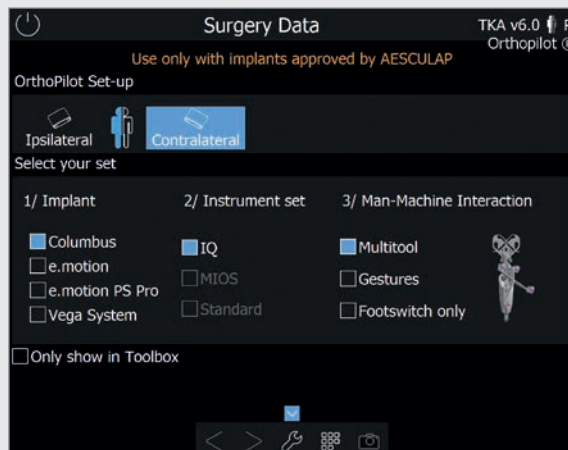 Surgery Data
TKA v6.0
Orthopilot ®
Use only with implants approved by AESCULAP
OrthoPilot Set-up
Ipsilateral
Contralateral
Select your set
1/ Implant
2/ Instrument set
3/ Man-Machine Interaction
Columbus
IQ
Multitool
e.motion
MIOS
Gestures
e.motion PS Pro
Standard
Footswitch only
Vega System
Only show in Toolbox